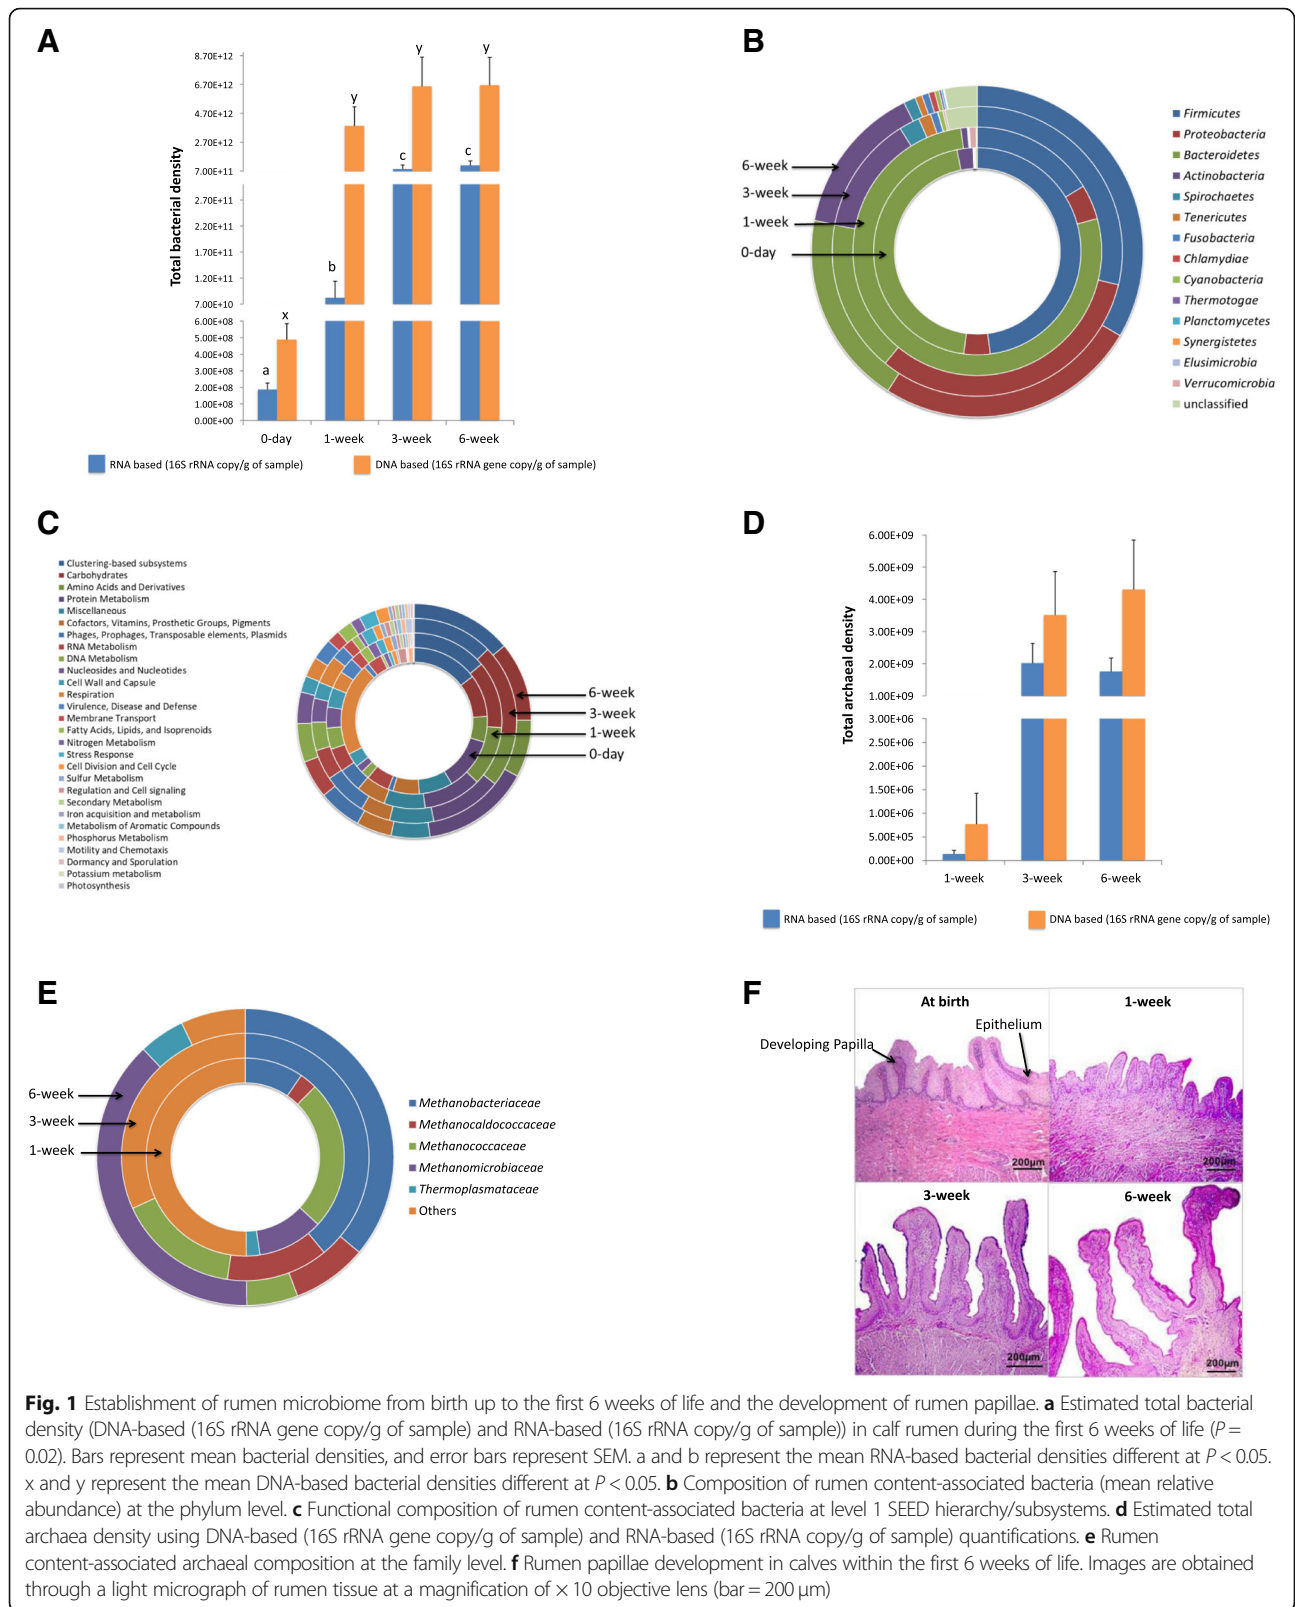 A
Total bacterial density
8.70E+12
6.70E+12
4.70E+12
2.70E+12
7.00E+11
2.70E+11
2.20E+11
1.70E+11
1.20E+11
7.00E+10
6.00E+08
5.00E+08
4.00E+08
3.00E+08
2.00E+08
1.00E+08
0.00E+00
a
x
b
y
c
y
c
y
0-day
1-week
3-week
6-week
RNA based (16S rRNA copy/g of sample)
DNA based (16S rRNA gene copy/g of sample)
B
6-week
3-week
1-week
0-day
Firmicutes
Proteobacteria
Bacteroidetes
Actinobacteria
Spirochaetes
Tenericutes
Fusobacteria
Chlamydiae
Cyanobacteria
Thermotogae
Planctomycetes
Synergistetes
Elusimicrobia
Verrucomicrobia
unclassified
C
Clustering-based subsystems
Carbohydrates
Amino Acids and Derivatives
Protein Metabolism
Miscellaneous
Cofactors, Vitamins, Prosthetic Groups, Pigments
Phages, Prophages, Transposable elements, Plasmids
RNA Metabolism
DNA Metabolism
Nucleosides and Nucleotides
Cell Wall and Capsule
Respiration
Virulence, Disease and Defense
Membrane Transport
Fatty Acids, Lipids, and Isoprenoids
Nitrogen Metabolism
Stress Response
Cell Division and Cell Cycle
Sulfur Metabolism
Regulation and Cell signaling
Secondary Metabolism
Iron acquisition and metabolism
Metabolism of Aromatic Compounds
Phosphorus Metabolism
Motility and Chemotaxis
Dormancy and Sporulation
Potassium metabolism
Photosynthesis
6-week
3-week
1-week
0-day
D
Total archaeal density
6.00E+09
5.00E+09
4.00E+09
3.00E+09
2.00E+09
1.00E+09
3.00E+06
2.50E+06
2.00E+06
1.50E+06
1.00E+06
5.00E+05
0.00E+00
1-week
3-week
6-week
RNA based (16S rRNA copy/g of sample)
DNA based (16S rRNA gene copy/g of sample)
E
6-week
3-week
1-week
Methanobacteriaceae
Methanocaldococcaceae
Methanococcaceae
Methanomicrobiaceae
Thermoplasmataceae
Others
F
At birth
1-week
Epithelium
Developing Papilla
200µm
200µm
3-week
6-week
200µm
200µm
Fig. 1 Establishment of rumen microbiome from birth up to the first 6 weeks of life and the development of rumen papillae. a Estimated total bacterial
density (DNA-based (16S rRNA gene copy/g of sample) and RNA-based (16S rRNA copy/g of sample)) in calf rumen during the first 6 weeks of life (P =
0.02). Bars represent mean bacterial densities, and error bars represent SEM. a and b represent the mean RNA-based bacterial densities different at P < 0.05.
x and y represent the mean DNA-based bacterial densities different at P < 0.05. b Composition of rumen content-associated bacteria (mean relative
abundance) at the phylum level. c Functional composition of rumen content-associated bacteria at level 1 SEED hierarchy/subsystems. d Estimated total
archaea density using DNA-based (16S rRNA gene copy/g of sample) and RNA-based (16S rRNA copy/g of sample) quantifications. e Rumen
content-associated archaeal composition at the family level. f Rumen papillae development in calves within the first 6 weeks of life. Images are obtained
through a light micrograph of rumen tissue at a magnification of × 10 objective lens (bar = 200 µm)